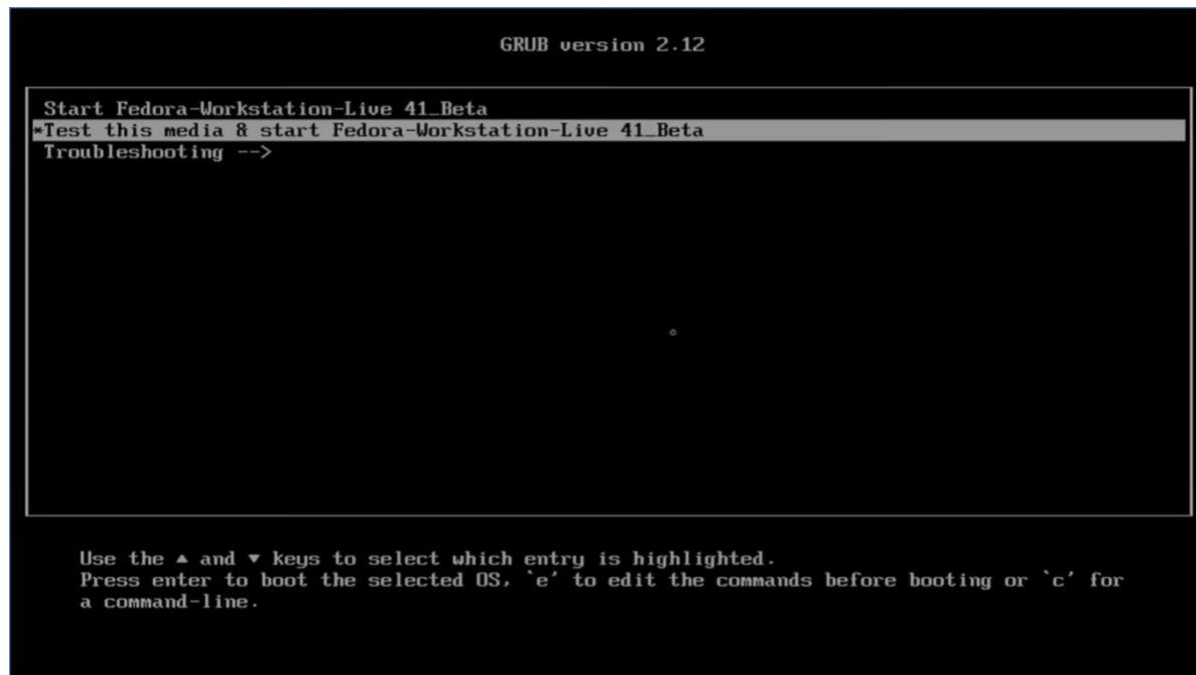 GRUB version 2.12
Start Fedora-Workstation-Live 41_Beta
*Test this media & start Fedora-Workstation-Live 41_Beta
Troubleshooting -->
Use the ▲ and ▼ keys to select which entry is highlighted.
Press enter to boot the selected OS, `e' to edit the commands before booting or `c' for
a command-line.